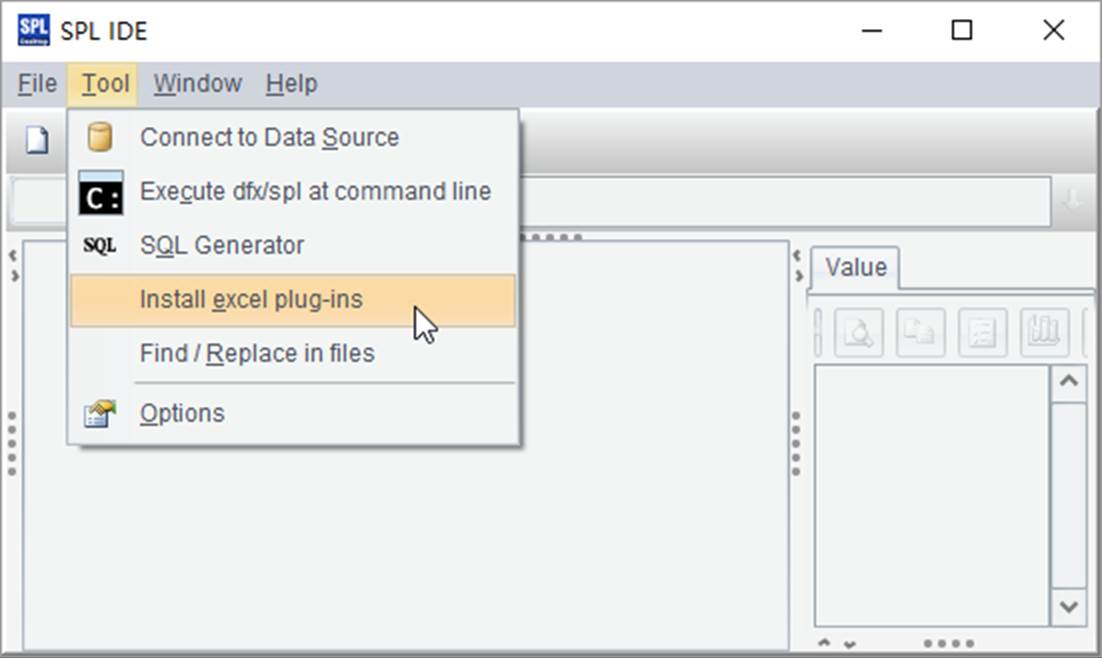 SPL
SPL IDE
File Tool Window Help
Connect to Data Source
C: Execute dfx/spl at command line
SQL SQL Generator
Install excel plug-ins
Find / Replace in files
Options
Value